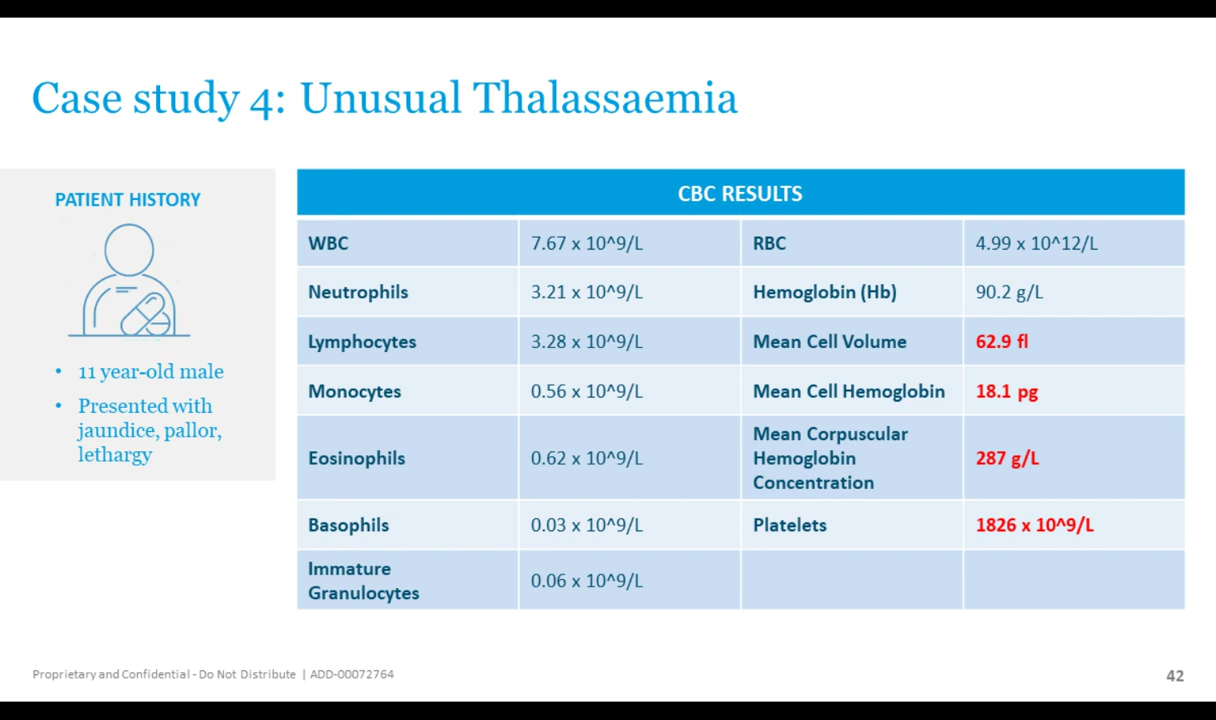 Case study 4: Unusual Thalassaemia
PATIENT HISTORY
• 11 year-old male
• Presented with
jaundice, pallor,
lethargy
CBC RESULTS
WBC 7.67 x 10^9/L RBC 4.99 x 10^12/L
Neutrophils 3.21 x 10^9/L Hemoglobin (Hb) 90.2 g/L
Lymphocytes 3.28 x 10^9/L Mean Cell Volume 62.9 fl
Monocytes 0.56 x 10^9/L Mean Cell Hemoglobin 18.1 pg
Eosinophils 0.62 x 10^9/L Mean Corpuscular
Hemoglobin
Concentration 287 g/L
Basophils 0.03 x 10^9/L Platelets 1826 x 10^9/L
Immature
Granulocytes 0.06 x 10^9/L
Proprietary and Confidential - Do Not Distribute | ADD-00072764
42